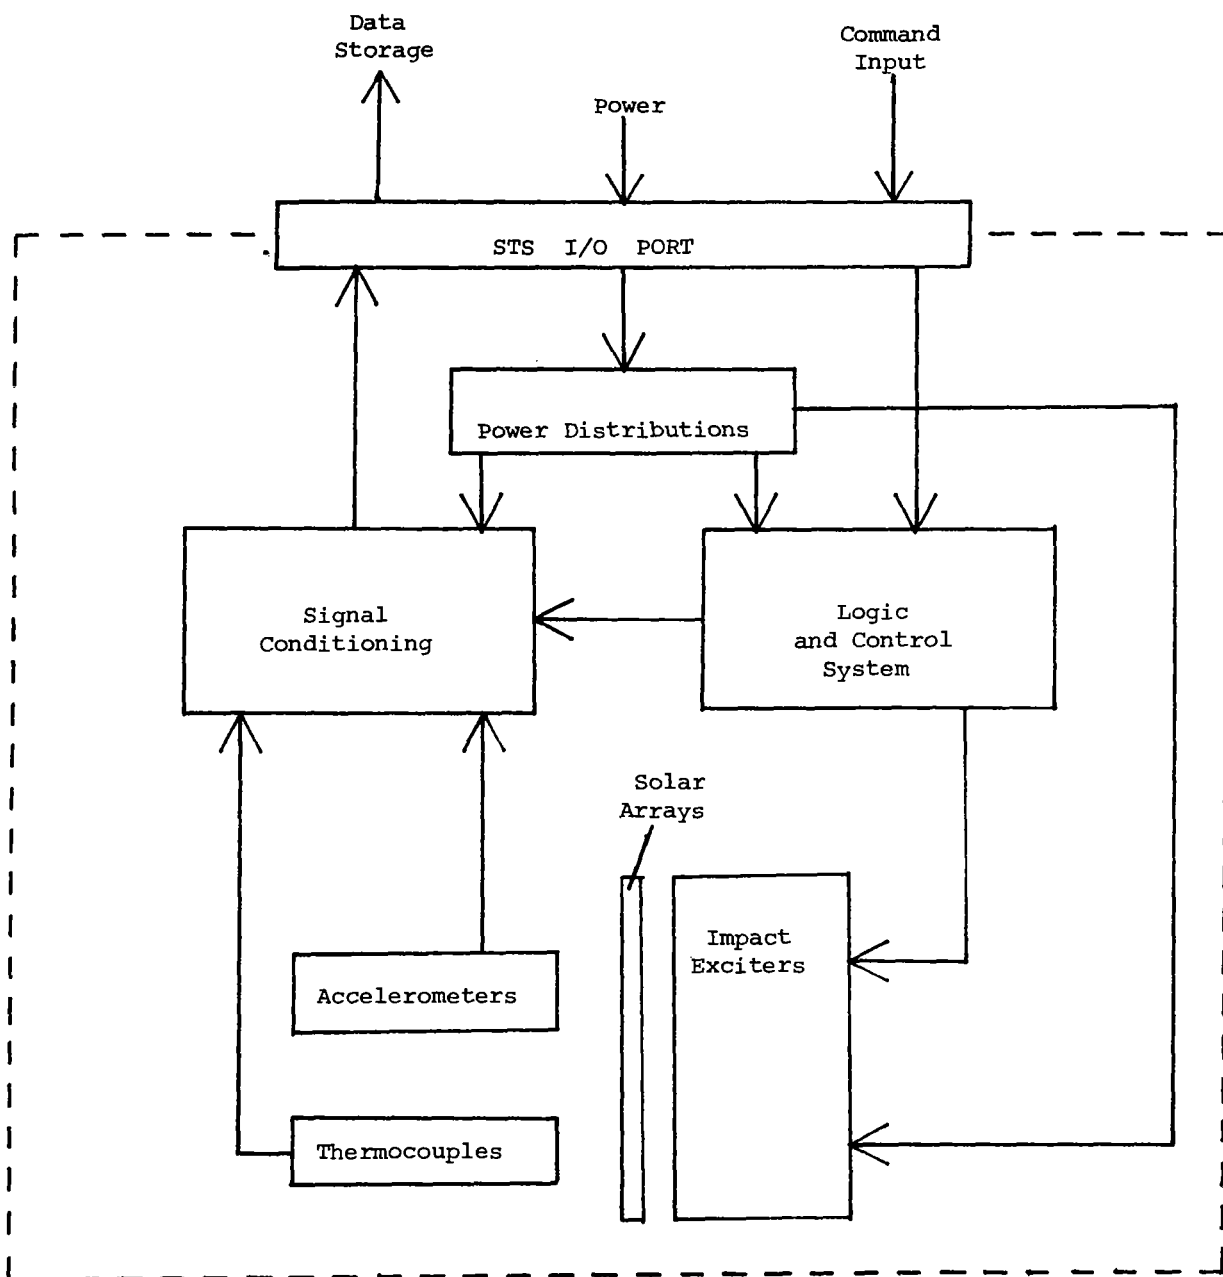 Data
Storage
Command
Input
Power
STS I/O PORT
Power Distributions
Signal
Conditioning
Logic
and Control
System
Solar
Arrays
Impact
Exciters
Accelerometers
Thermocouples